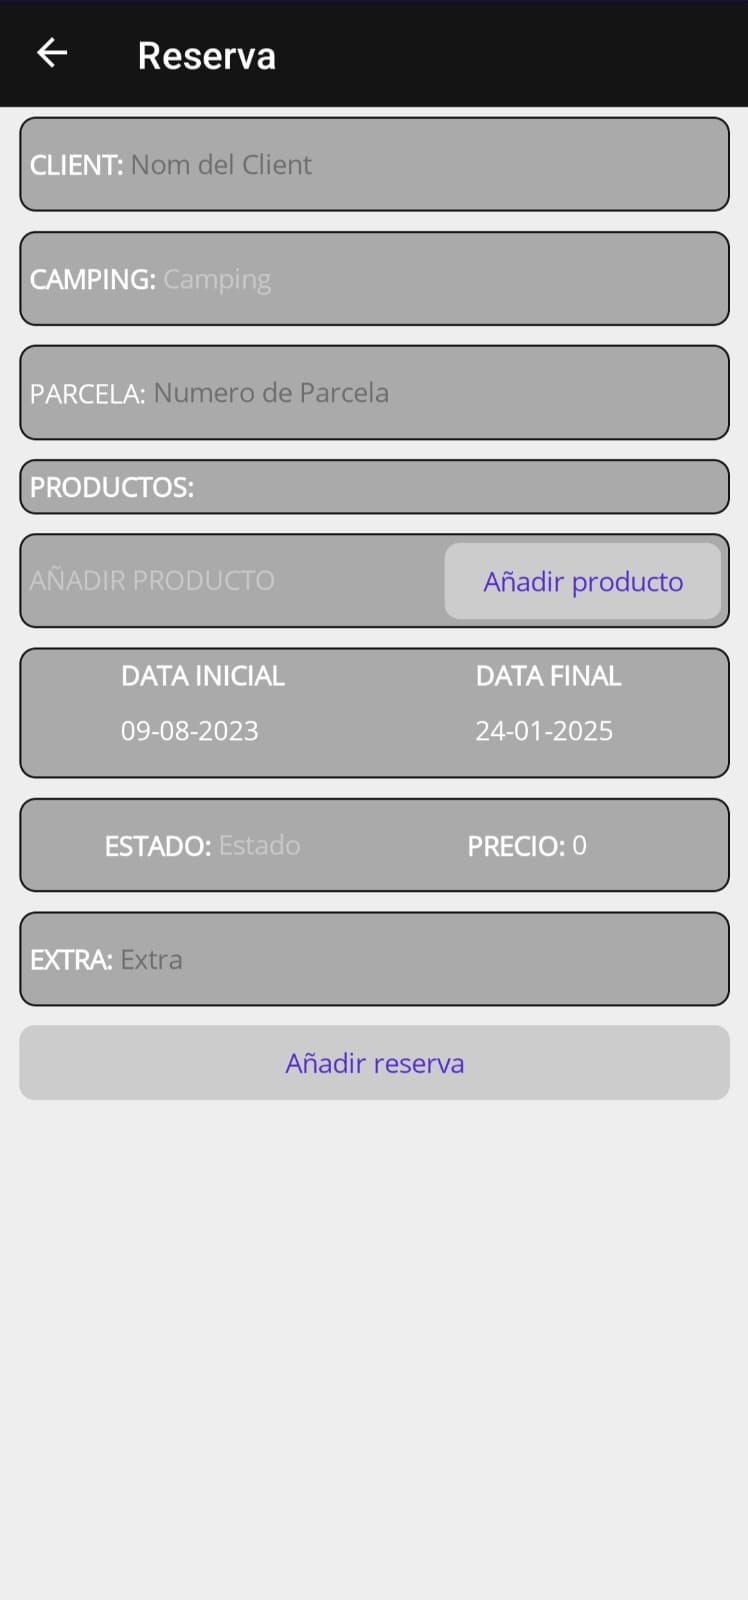 Reserva
CLIENT: Nom del Client
CAMPING: Camping
PARCELA: Numero de Parcela
PRODUCTOS:
AÑADIR PRODUCTO Añadir producto
DATA INICIAL DATA FINAL
09-08-2023 24-01-2025
ESTADO: Estado PRECIO: 0
EXTRA: Extra
Añadir reserva